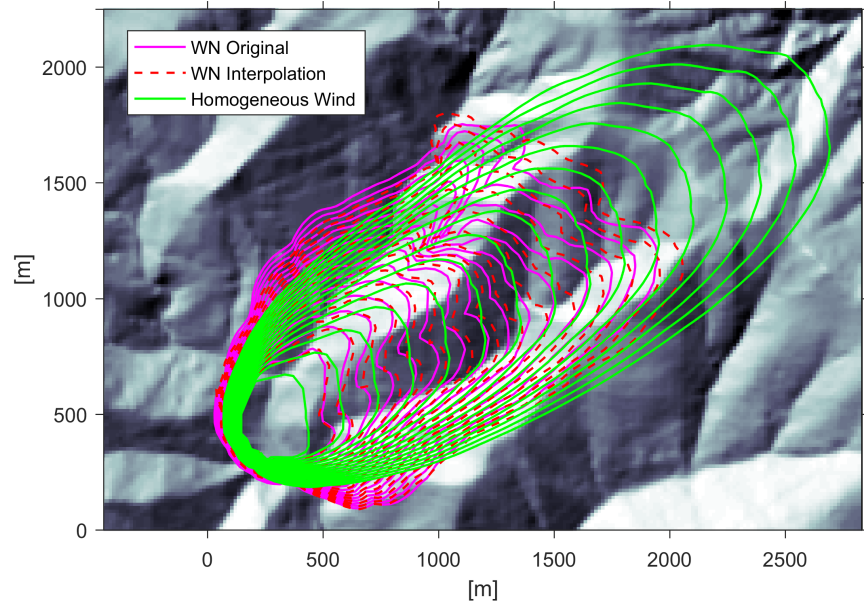 WN Original
WN Interpolation
Homogeneous Wind
2000
1500
1000
500
0
[m]
0 500 1000 1500 2000 2500
[m]